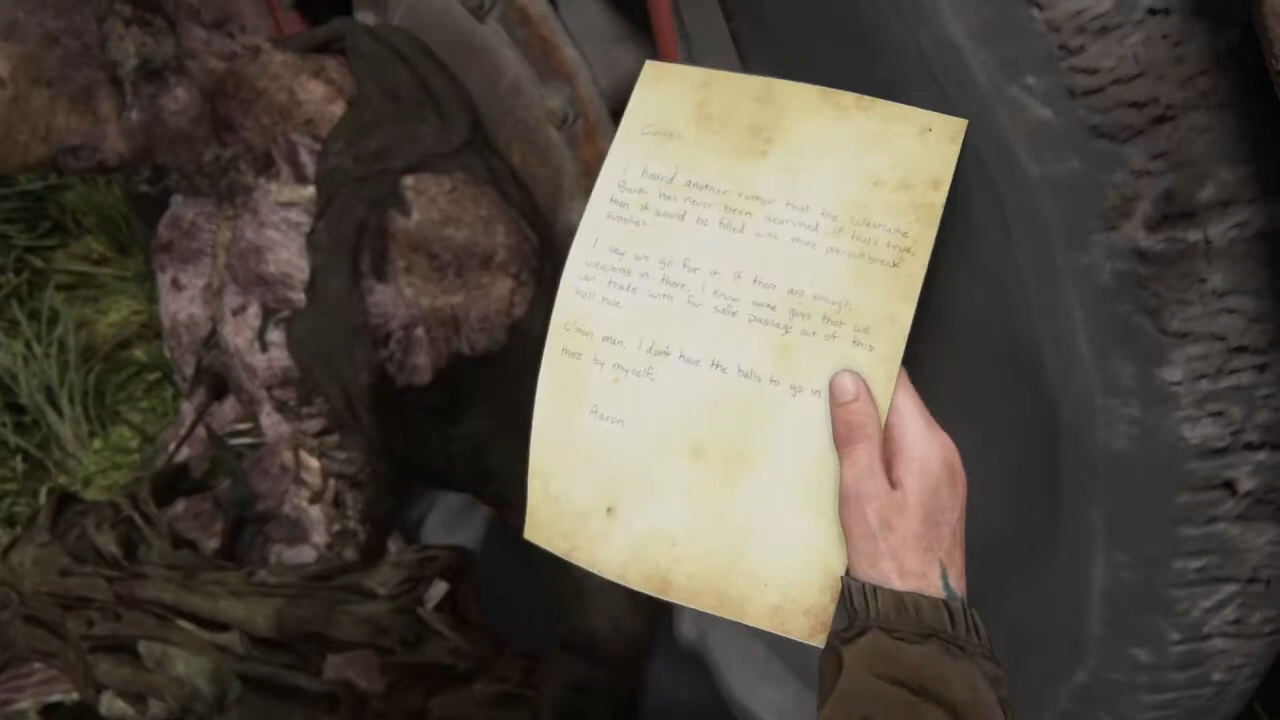 I heard another rumor that the Westlake
Bank has never been searched. If that's true,
then it would be filled with more pre-outbreak
supplies.
I say we go for it. If there are enough
weapons in there, I know some guys that we
can trade with for safe passage out of this
hell hole.
C'mon man, I don't have the balls to go in
there by myself.
Aaron